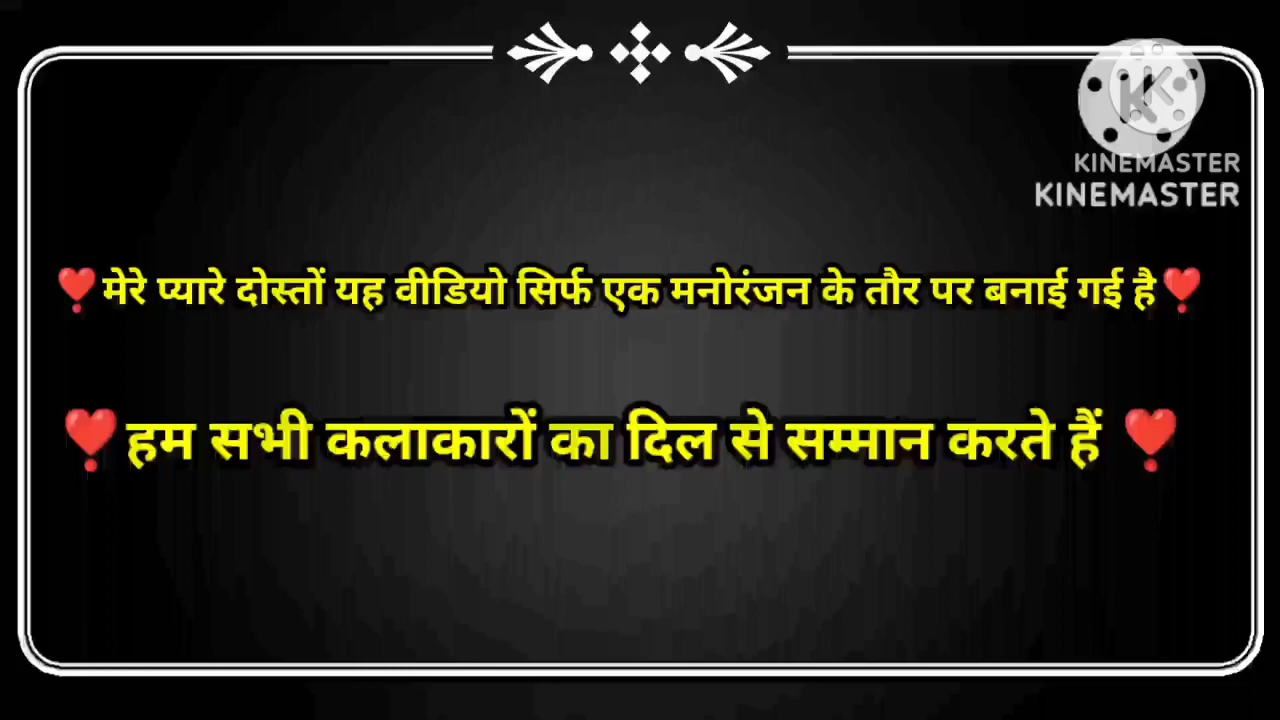 KINEMASTER
KINEMASTER
❣️मेरे प्यारे दोस्तों यह वीडियो सिर्फ एक मनोरंजन के तौर पर बनाई गई है❣️
❣️हम सभी कलाकारों का दिल से सम्मान करते हैं ❣️